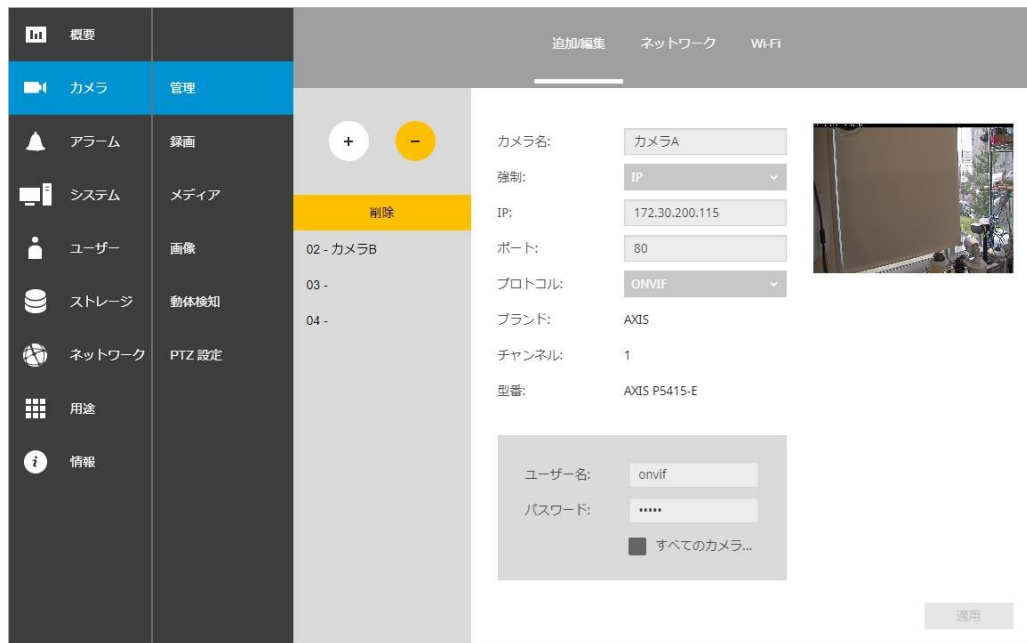 概要
カメラ
アラーム
システム
ユーザー
ストレージ
ネットワーク
用途
情報
管理
録画
メディア
画像
動体検知
PTZ 設定
追加/編集 ネットワーク Wi-Fi
+ -
削除
02 - カメラB
03 -
04 -
カメラ名: カメラA
強制: IP
IP: 172.30.200.115
ポート: 80
プロトコル: ONVIF
ブランド: AXIS
チャンネル: 1
型番: AXIS P5415-E
ユーザー名: onvif
パスワード: •••••
すべてのカメラ...
適用